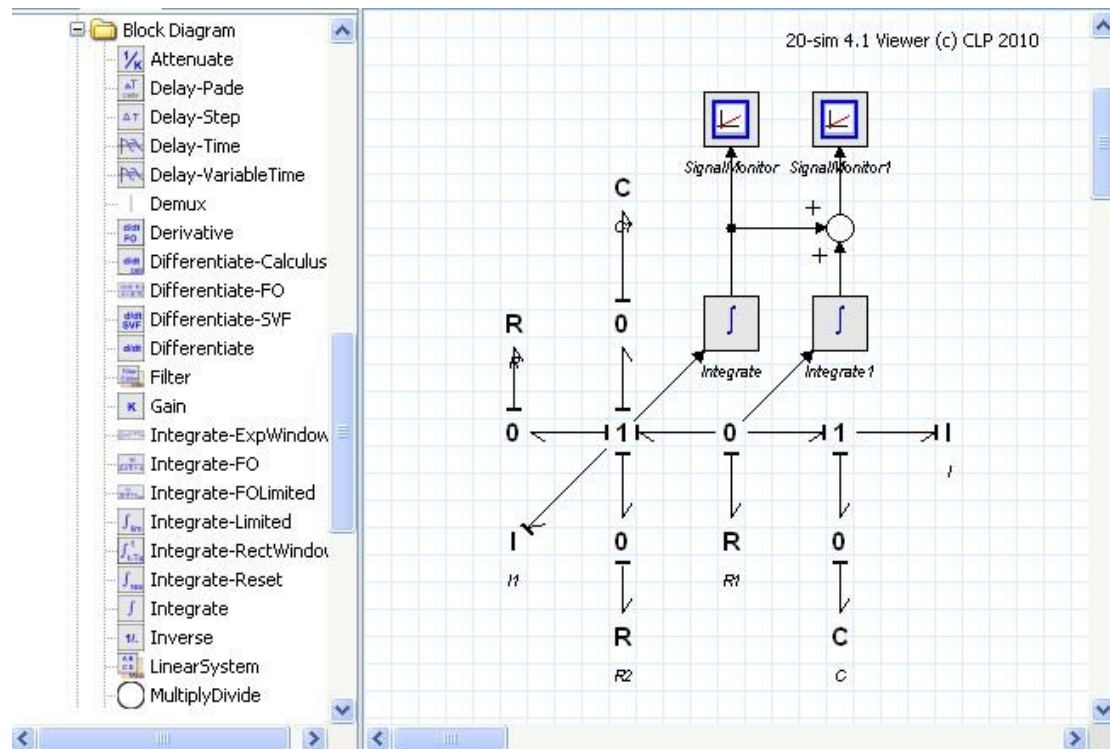 Block Diagram
Attenuate
Delay-Pade
Delay-Step
Delay-Time
Delay-VariableTime
Demux
Derivative
Differentiate-Calculus
Differentiate-FO
Differentiate-SVF
Differentiate
Filter
Gain
Integrate-ExpWindow
Integrate-FO
Integrate-FOLimited
Integrate-Limited
Integrate-RectWindow
Integrate-Reset
Integrate
Inverse
LinearSystem
MultiplyDivide
20-sim 4.1 Viewer (c) CLP 2010
SignalMonitor SignalMonitor1
C
C1
+
+
R 0 ∫ ∫
R Integrate Integrate1
0 1 0 1 I
I
I 0 R 0
I1 R1
R C
R2 C